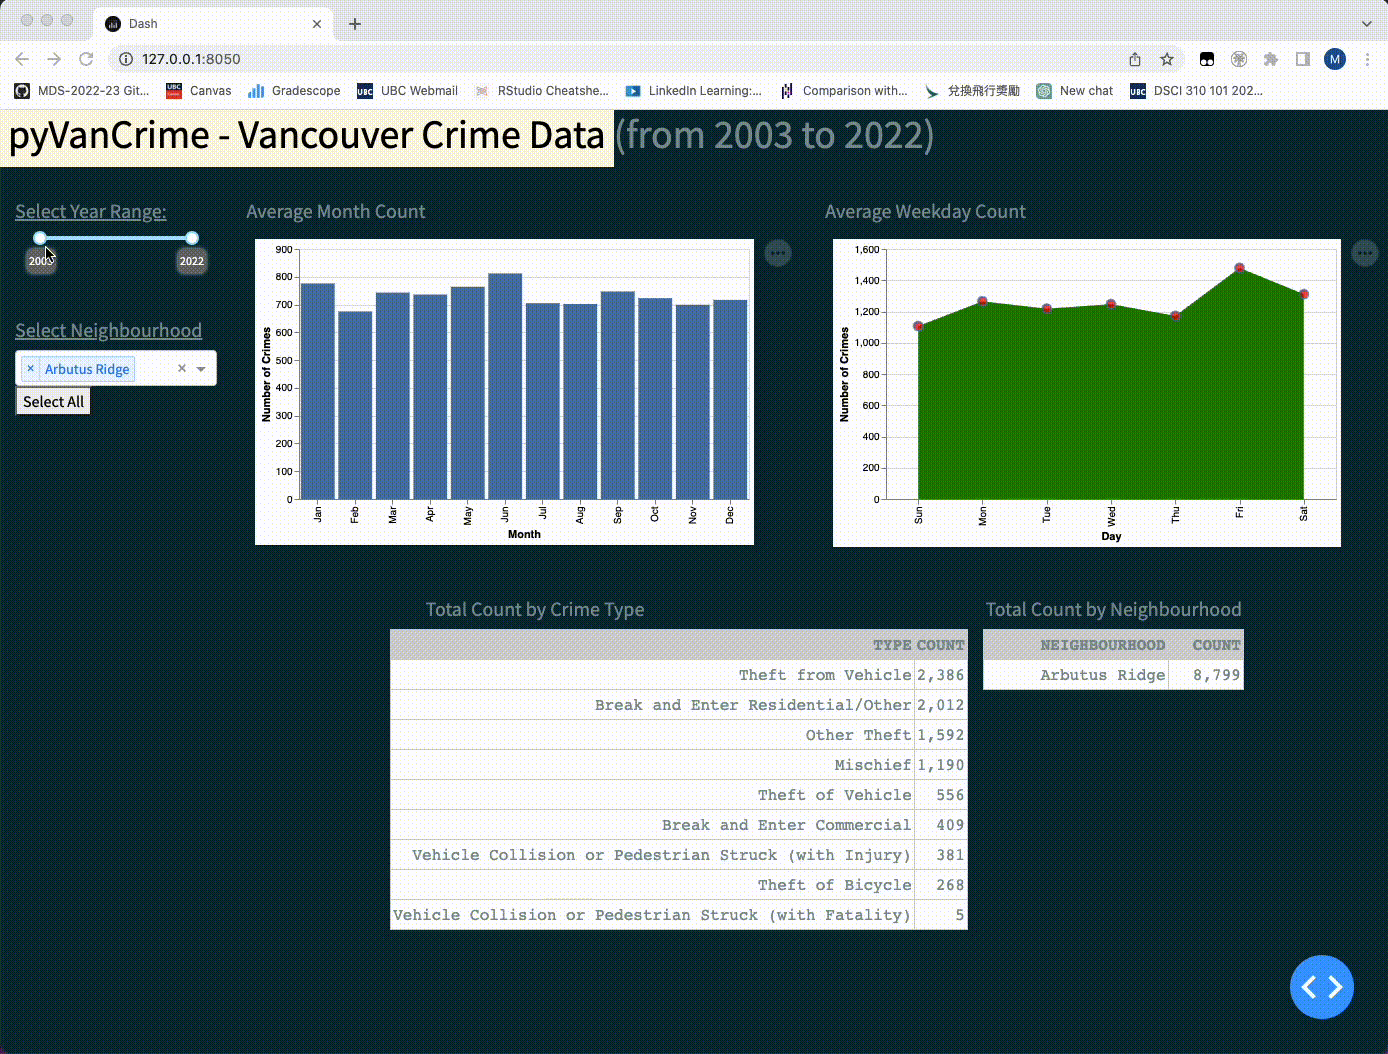 Dash
127.0.0.1:8050
M
MDS-2022-23 Git...
Canvas
Gradescope
UBC Webmail
RStudio Cheatshe...
LinkedIn Learning:...
Comparison with...
兌換飛行獎勵
New chat
DSCI 310 101 202...
pyVanCrime - Vancouver Crime Data (from 2003 to 2022)
Select Year Range:
2022
Select Neighbourhood
× Arbutus Ridge
Select All
Average Month Count
900
800
700
600
500
400
300
200
100
0
Number of Crimes
Jan Feb Mar Apr May Jun Jul Aug Sep Oct Nov Dec
Month
Average Weekday Count
1,600
1,400
1,200
1,000
800
600
400
200
0
Number of Crimes
Sun Mon Tue Wed Thu Fri Sat
Day
Total Count by Crime Type
TYPE COUNT
Theft from Vehicle 2,386
Break and Enter Residential/Other 2,012
Other Theft 1,592
Mischief 1,190
Theft of Vehicle 556
Break and Enter Commercial 409
Vehicle Collision or Pedestrian Struck (with Injury) 381
Theft of Bicycle 268
Vehicle Collision or Pedestrian Struck (with Fatality) 5
Total Count by Neighbourhood
NEIGHBOURHOOD COUNT
Arbutus Ridge 8,799